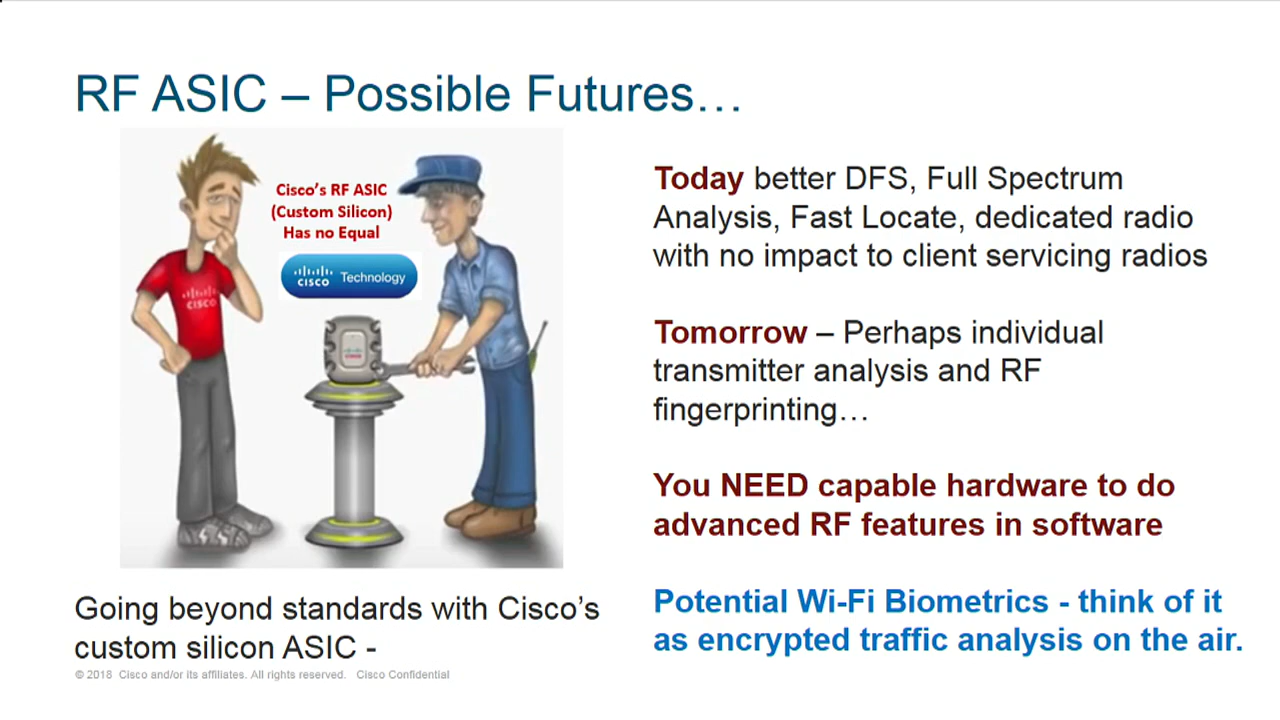 RF ASIC – Possible Futures…
Cisco's RF ASIC
(Custom Silicon)
Has no Equal
cisco Technology
cisco
cisco
Today better DFS, Full Spectrum
Analysis, Fast Locate, dedicated radio
with no impact to client servicing radios
Tomorrow – Perhaps individual
transmitter analysis and RF
fingerprinting…
You NEED capable hardware to do
advanced RF features in software
Potential Wi-Fi Biometrics - think of it
as encrypted traffic analysis on the air.
Going beyond standards with Cisco's
custom silicon ASIC -
© 2018 Cisco and/or its affiliates. All rights reserved. Cisco Confidential